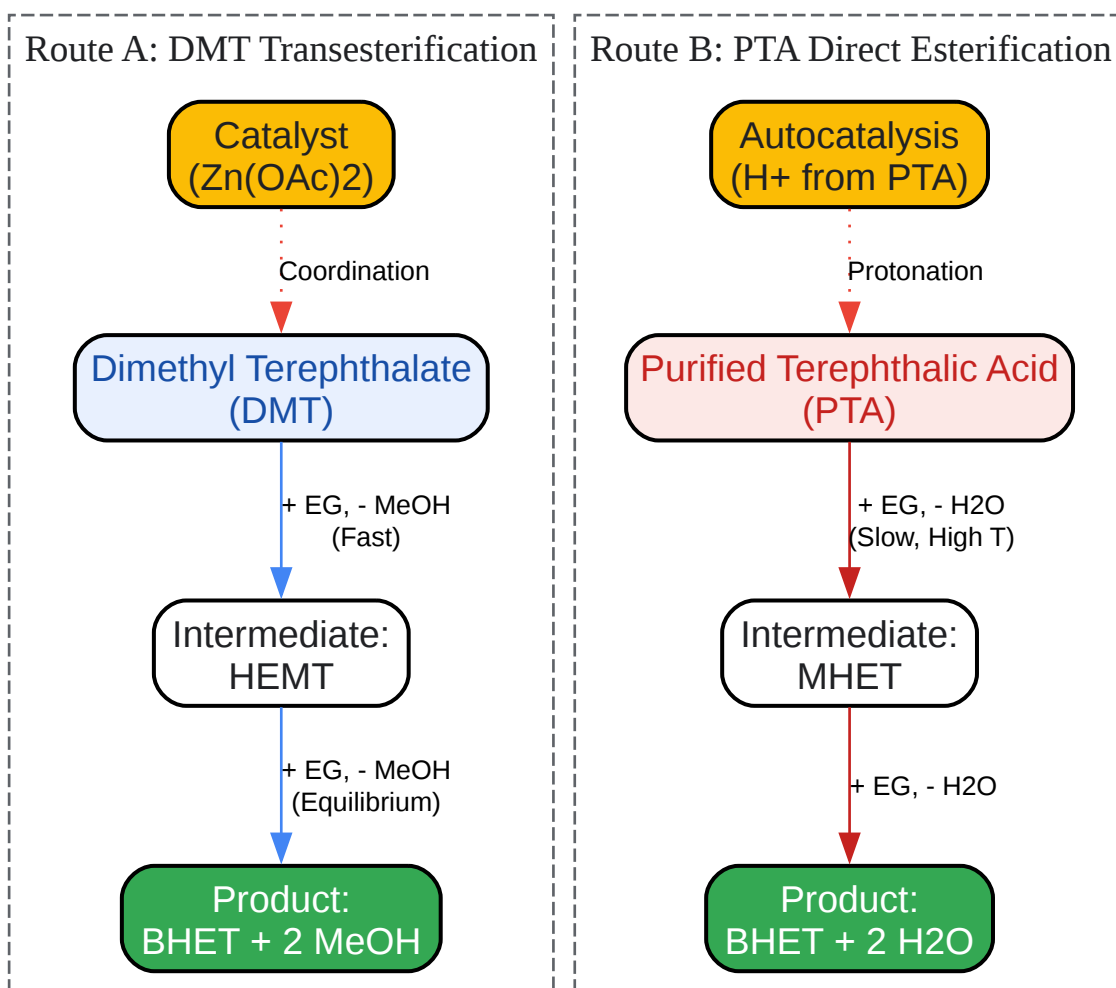 Route A: DMT Transesterification
Catalyst
(Zn(OAc)2)
Coordination
Dimethyl Terephthalate
(DMT)
+ EG, - MeOH
(Fast)
Intermediate:
HEMT
+ EG, - MeOH
(Equilibrium)
Product:
BHET + 2 MeOH
Route B: PTA Direct Esterification
Autocatalysis
(H+ from PTA)
Protonation
Purified Terephthalic Acid
(PTA)
+ EG, - H2O
(Slow, High T)
Intermediate:
MHET
+ EG, - H2O
Product:
BHET + 2 H2O